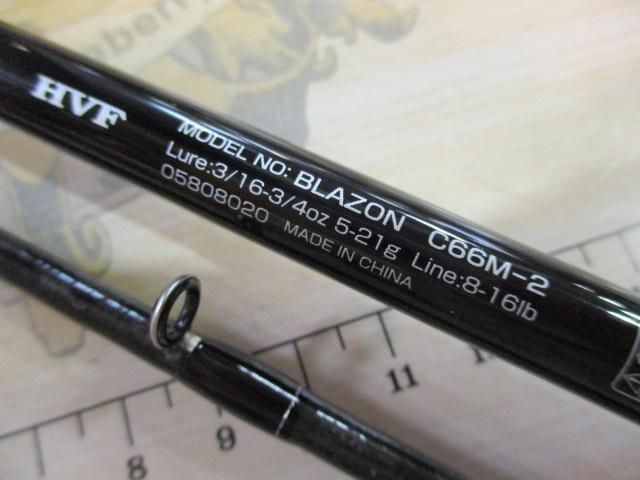 HVF
MODEL NO: BLAZON C66M-2
Lure:3/16-3/4oz 5-21g Line:8-16lb
05808020 MADE IN CHINA
8
9
11